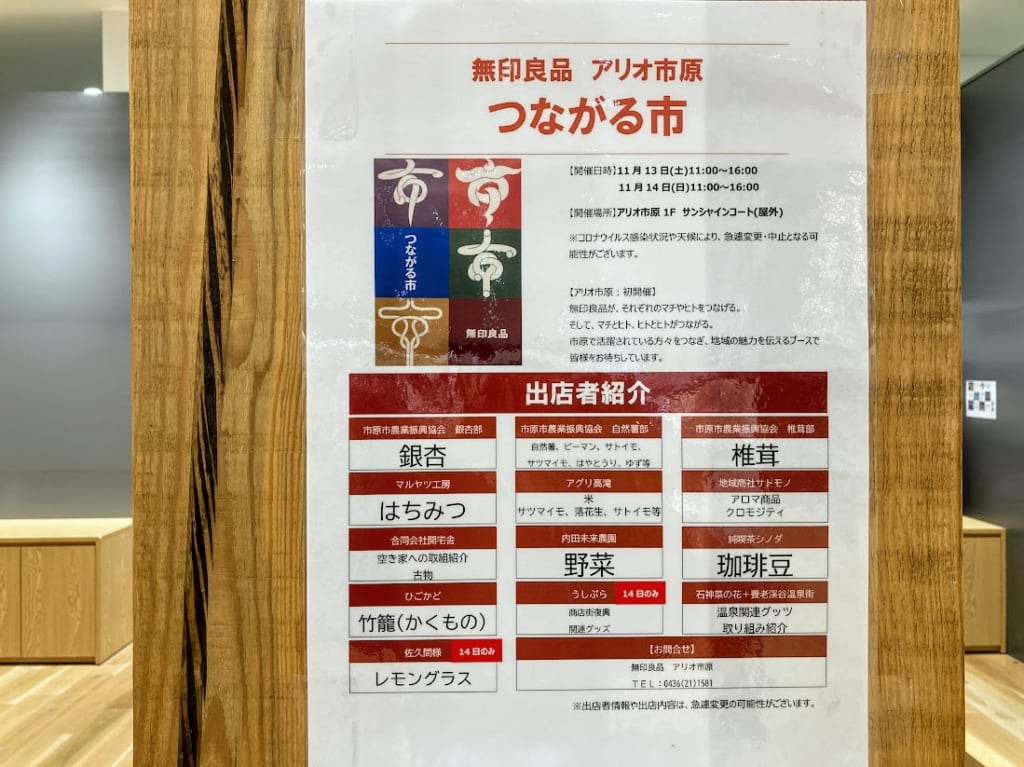 無印良品 アリオ市原
つながる市
市
市
つながる市
市
市
無印良品
【開催日時】11月13日(土)11:00～16:00
11月14日(日)11:00～16:00
【開催場所】アリオ市原 1F サンシャインコート(屋外)
※コロナウイルス感染状況や天候により、急遽変更・中止となる可
能性がございます。
【アリオ市原：初開催】
無印良品が、それぞれのマチやヒトをつなげる。
そして、マチとヒト、ヒトとヒトがつながる。
市原で活躍されている方々をつなぎ、地域の魅力を伝えるブースで
皆様をお待ちしています。
出店者紹介
市原市農業振興協会 銀杏部
銀杏
市原市農業振興協会 自然薯部
自然薯、ピーマン、サトイモ、
サツマイモ、はやとうり、ゆず等
市原市農業振興協会 椎茸部
椎茸
マルヤツ工房
はちみつ
アグリ高滝
米
サツマイモ、落花生、サトイモ等
地域商社サトモノ
アロマ商品
クロモジティ
合同会社開宅舎
空き家への取組紹介
古物
内田未来農園
野菜
純喫茶シノダ
珈琲豆
ひごかど
竹籠(かくもの)
うしぷら 14日のみ
商店街復興
関連グッズ
石神菜の花＋養老渓谷温泉街
温泉関連グッツ
取り組み紹介
佐久間様 14日のみ
レモングラス
【お問合せ】
無印良品 アリオ市原
ＴＥＬ：0436(21)1581
※出店者情報や出店内容は、急遽変更の可能性がございます。